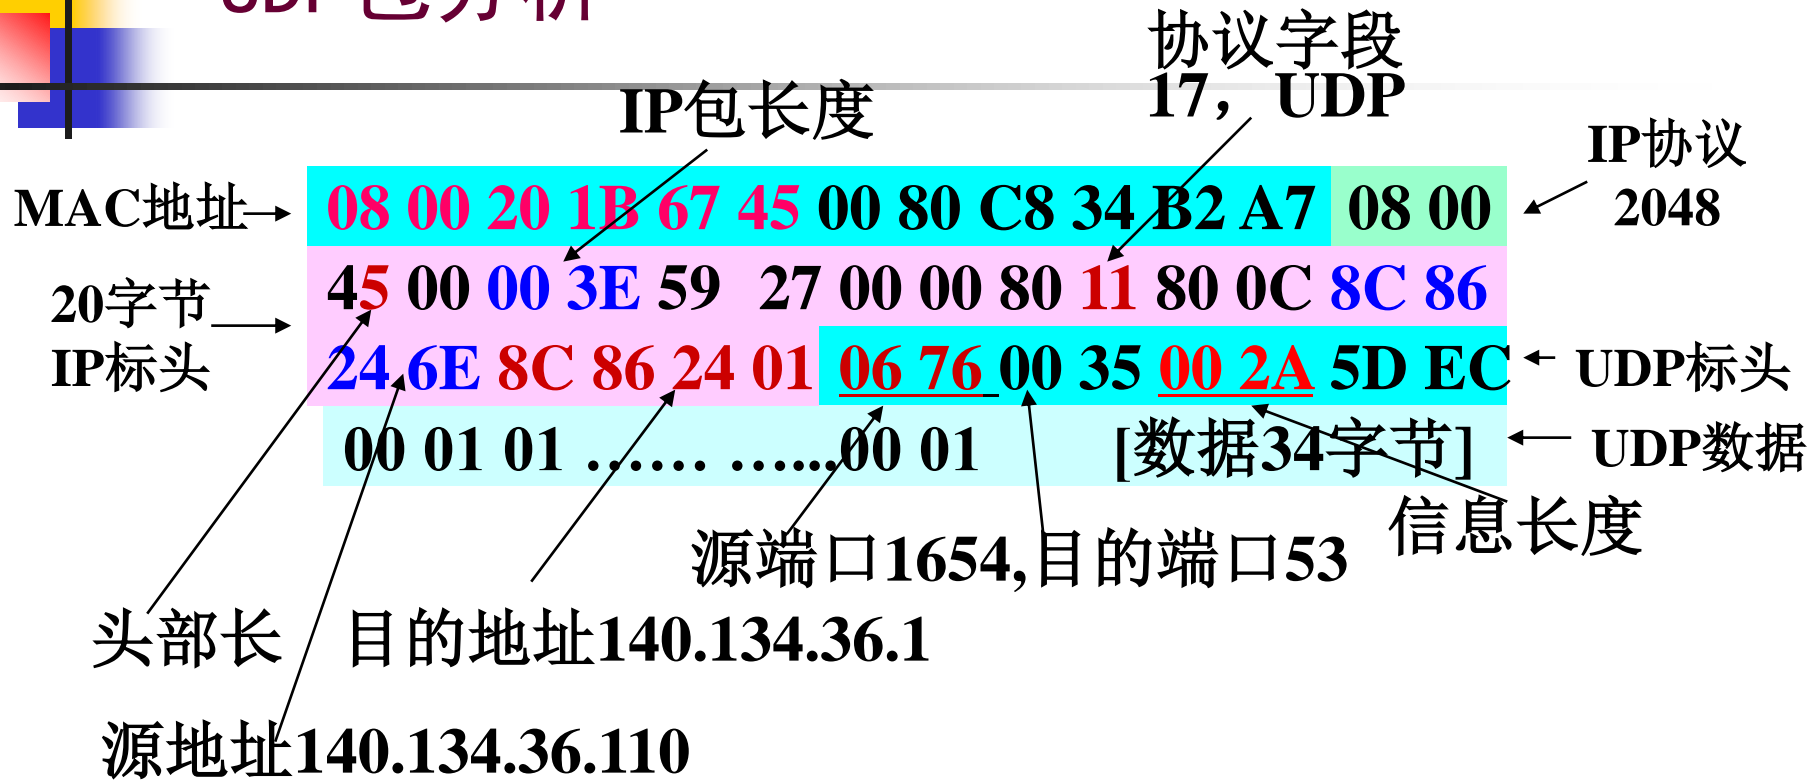 UDP包分析
协议字段
17，UDP
IP包长度
IP协议
2048
MAC地址
08 00 20 1B 67 45 00 80 C8 34 B2 A7 08 00
20字节
IP标头
45 00 00 3E 59 27 00 00 80 11 80 0C 8C 86
24 6E 8C 86 24 01 06 76 00 35 00 2A 5D EC
UDP标头
00 01 01 …… …...00 01 [数据34字节]
UDP数据
信息长度
源端口1654,目的端口53
头部长
目的地址140.134.36.1
源地址140.134.36.110